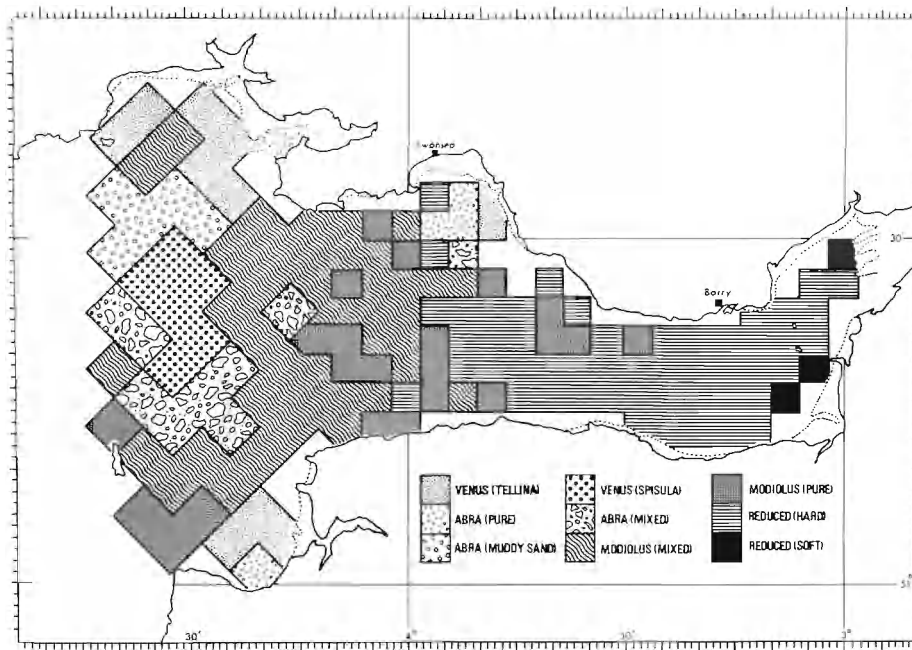 Swansea
30
Barry
VENUS (TELLINA)
VENUS (SPISULA)
MODIOLUS (PURE)
ABRA (PURE)
ABRA (MIXED)
REDUCED (HARD)
ABRA (MUDDY SAND)
MODIOLUS (MIXED)
REDUCED (SOFT)
51°
30'
4°
30'
3°